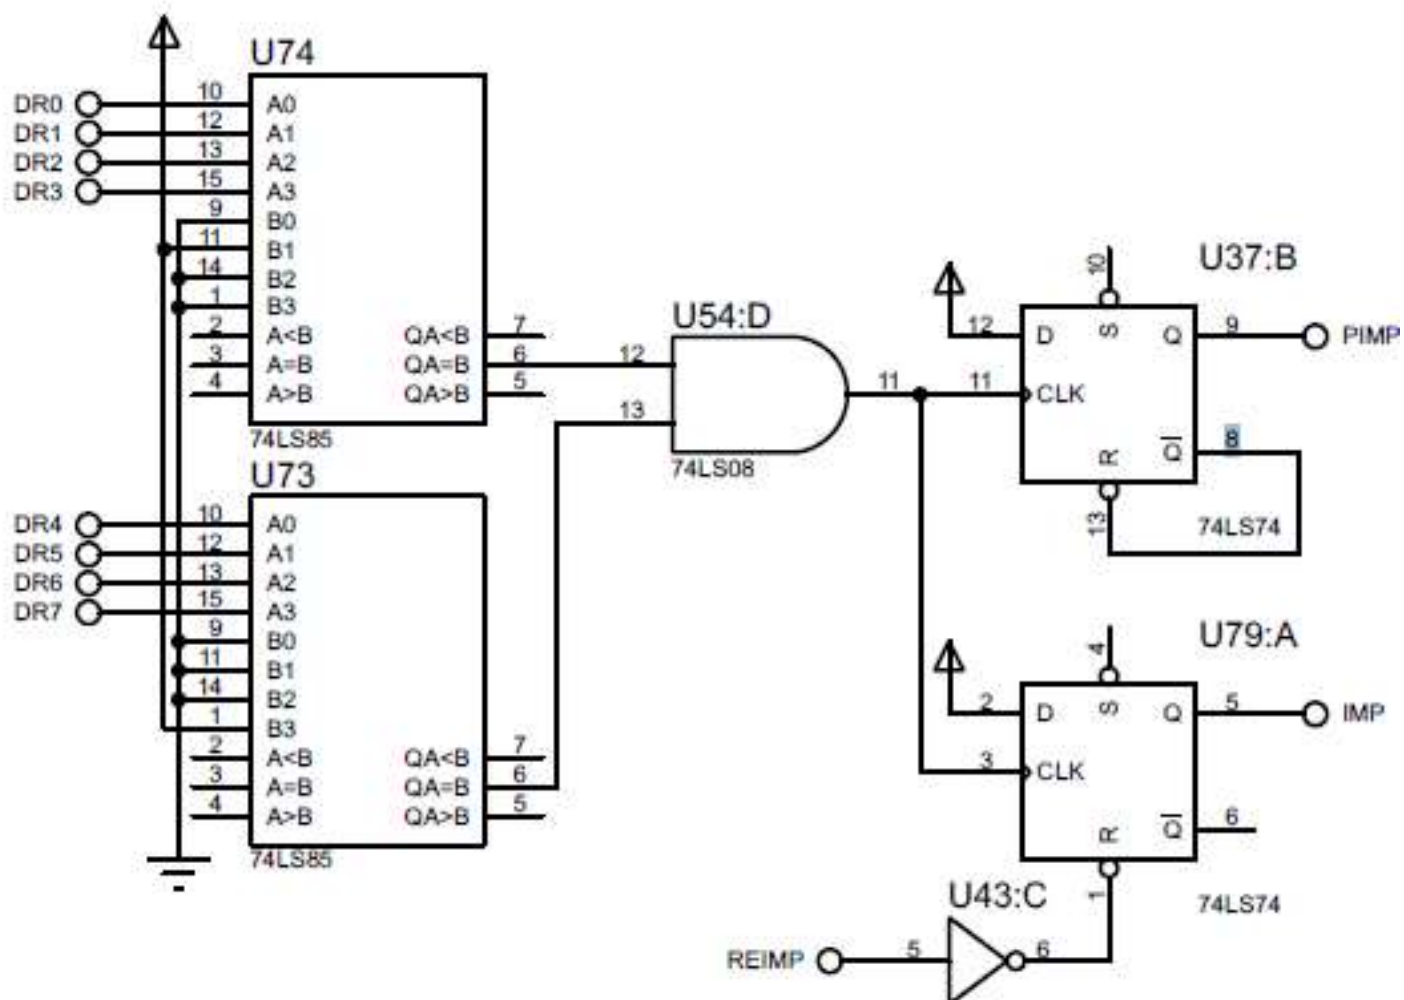 U74
DR0 10 A0
DR1 12 A1
DR2 13 A2
DR3 15 A3
9 B0
11 B1
14 B2
1 B3
2 A<B QA<B 7
3 A=B QA=B 6
4 A>B QA>B 5
74LS85
U73
DR4 10 A0
DR5 12 A1
DR6 13 A2
DR7 15 A3
9 B0
11 B1
14 B2
1 B3
2 A<B QA<B 7
3 A=B QA=B 6
4 A>B QA>B 5
74LS85
U54:D
12
13
11
74LS08
U37:B
10
12 D S Q 9 PIMP
11 CLK
R Q 8
13
74LS74
U79:A
4
2 D S Q 5 IMP
3 CLK
R Q 6
1
74LS74
U43:C
REIMP 5 6